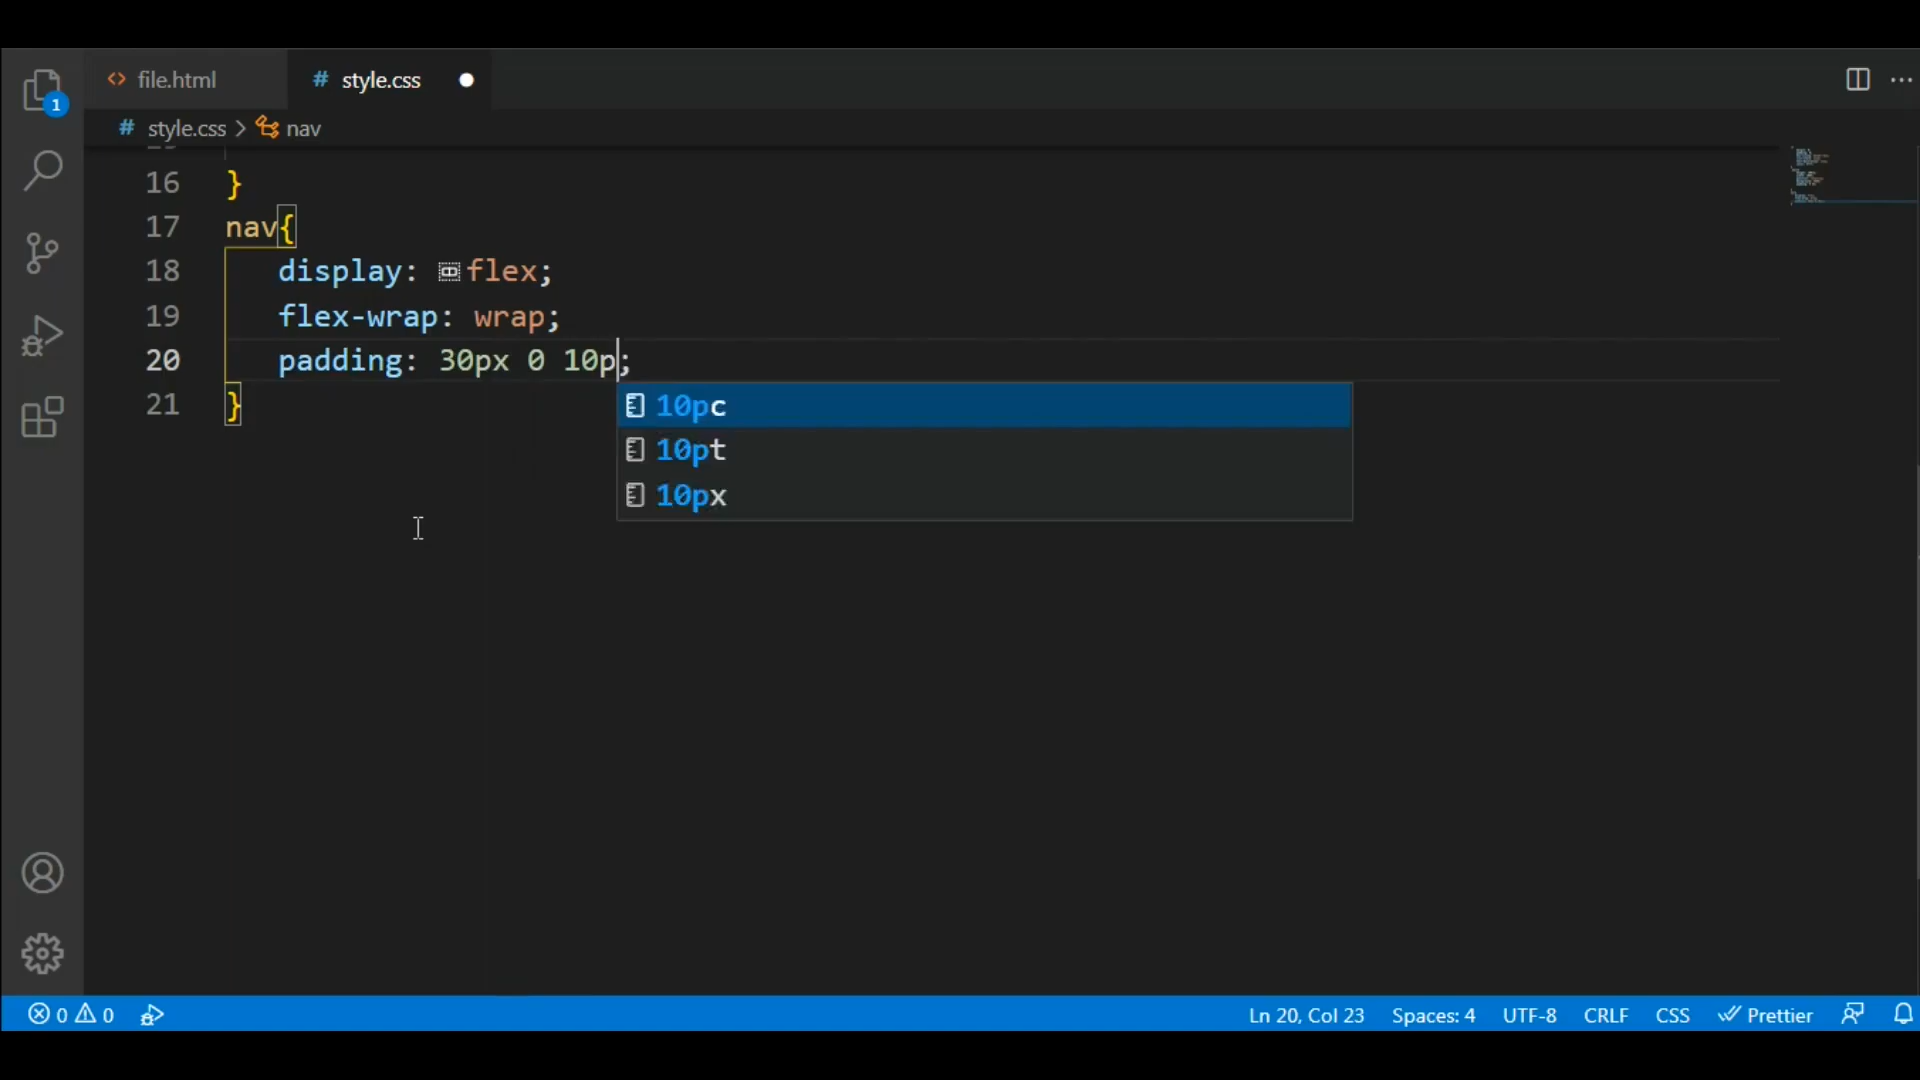 file.html
# style.css
1
# style.css > nav
16 }
17 nav{
18 display: flex;
19 flex-wrap: wrap;
20 padding: 30px 0 10p;
21 }
10pc
10pt
10px
0 0 Ln 20, Col 23 Spaces: 4 UTF-8 CRLF CSS Prettier